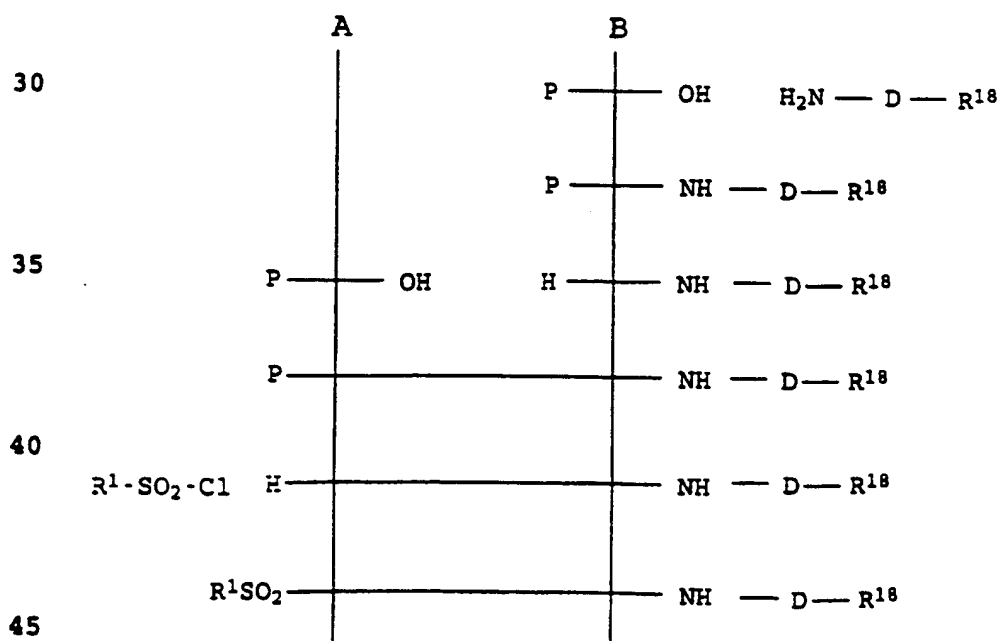 A B
30 P OH H₂N — D — R¹⁸
P NH — D — R¹⁸
35 P OH H NH — D — R¹⁸
P NH — D — R¹⁸
40
R¹-SO₂-Cl H NH — D — R¹⁸
R¹SO₂ NH — D — R¹⁸
45